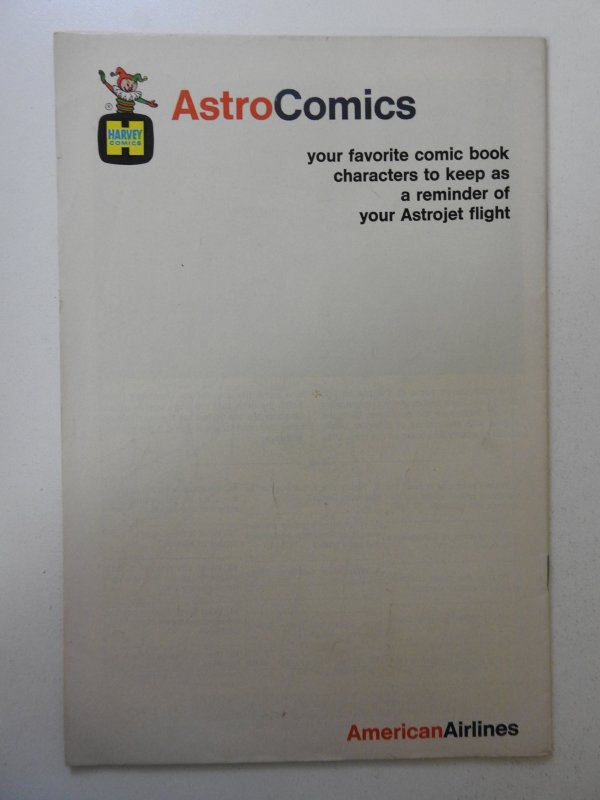 AstroComics
HARVEY
COMICS
your favorite comic book
characters to keep as
a reminder of
your Astrojet flight
AmericanAirlines